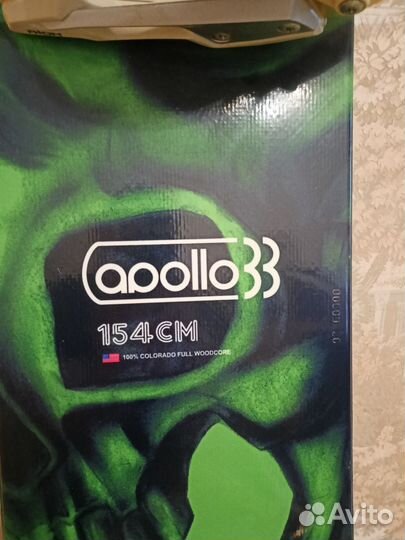 apollo33
154CM
100% COLORADO FULL WOODCORE
Avito